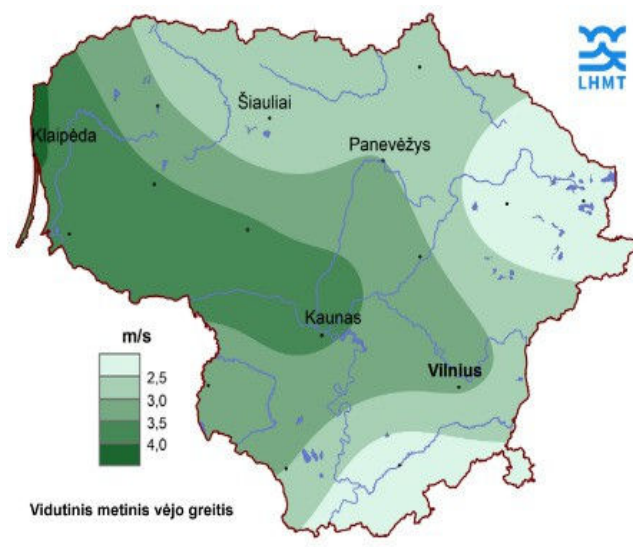 LHMT
Šiauliai
Klaipėda
Panevėžys
Kaunas
m/s
Vilnius
2,5
3,0
3,5
4,0
Vidutinis metinis vėjo greitis